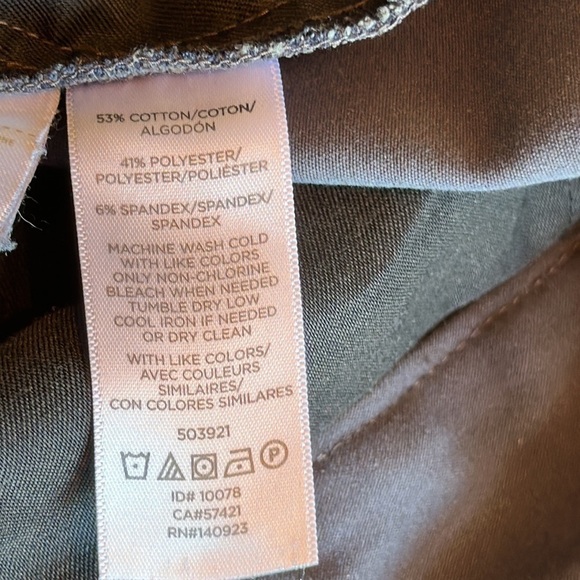 53% COTTON/COTON/
ALGODÓN
41% POLYESTER/
POLYESTER/POLIÉSTER
6% SPANDEX/SPANDEX/
SPANDEX
MACHINE WASH COLD
WITH LIKE COLORS
ONLY NON-CHLORINE
BLEACH WHEN NEEDED
TUMBLE DRY LOW
COOL IRON IF NEEDED
OR DRY CLEAN
WITH LIKE COLORS/
AVEC COULEURS
SIMILAIRES/
CON COLORES SIMILARES
503921
P
ID# 10078
CA#57421
RN#140923